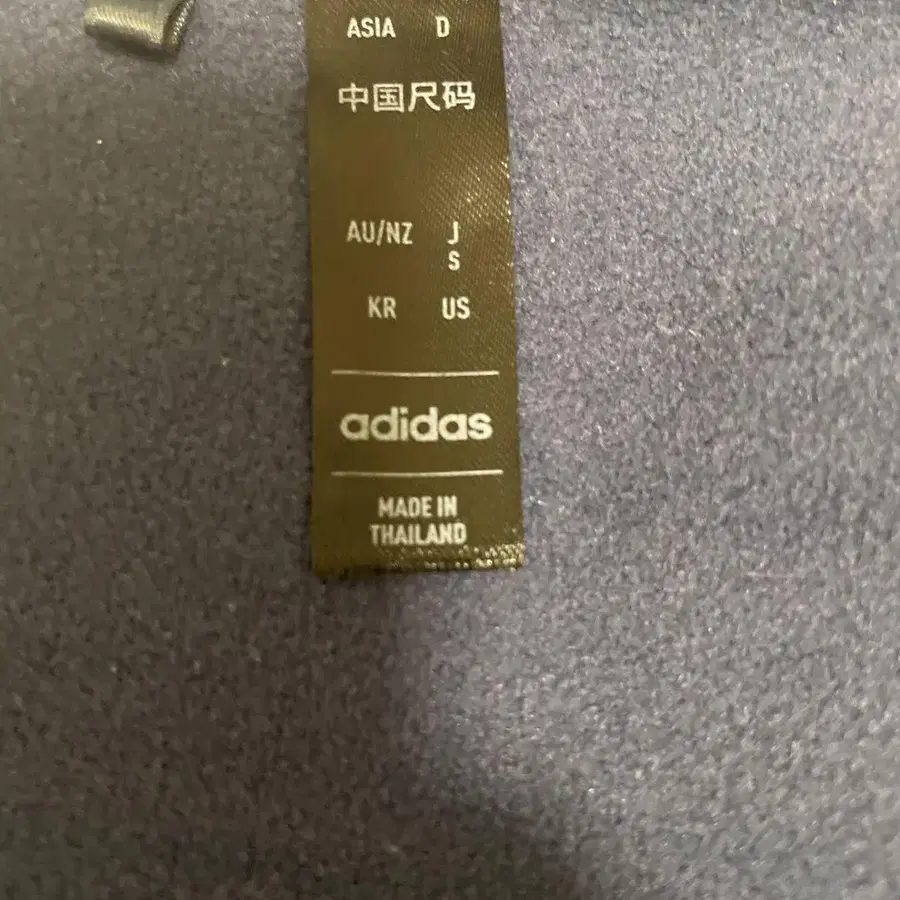 ASIA D
中国尺码
AU/NZ J
S
KR US
adidas
MADE IN
THAILAND